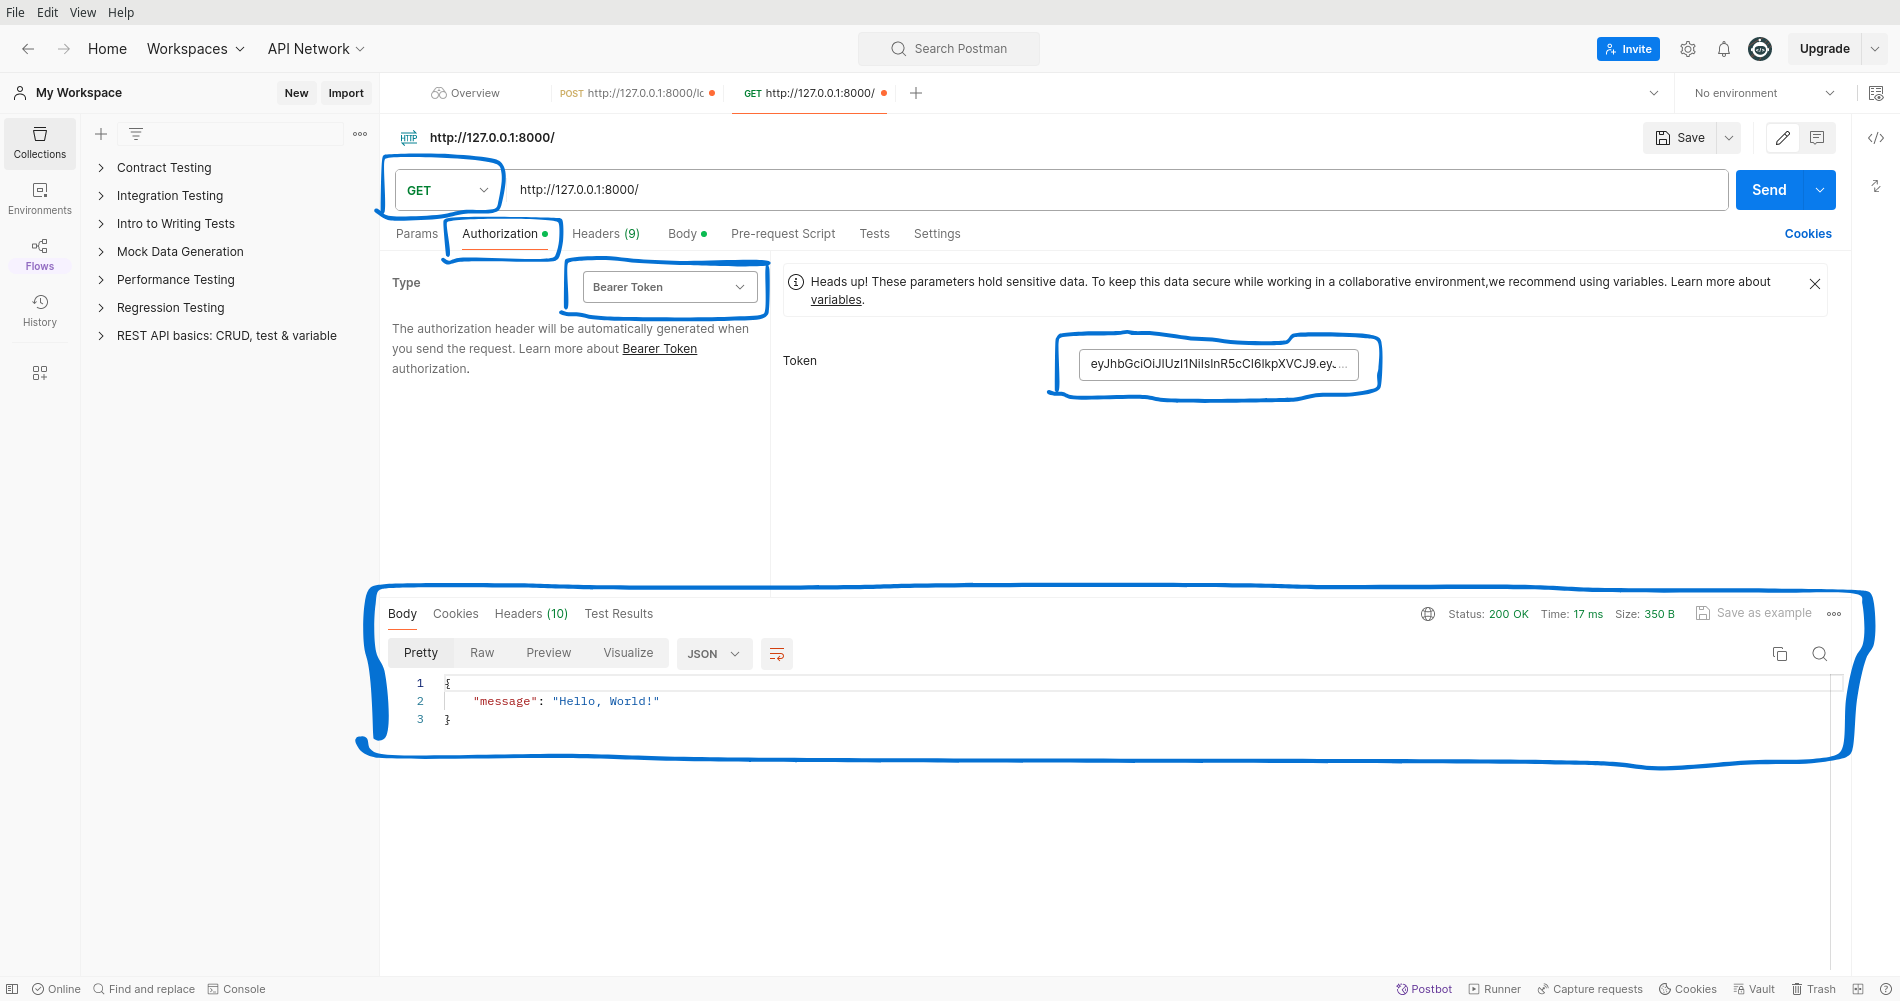 File Edit View Help
Home Workspaces API Network Search Postman Invite Upgrade
My Workspace New Import Overview POST http://127.0.0.1:8000/lc GET http://127.0.0.1:8000/ No environment
Collections
Environments
Flows
History
Contract Testing
Integration Testing
Intro to Writing Tests
Mock Data Generation
Performance Testing
Regression Testing
REST API basics: CRUD, test & variable
HTTP http://127.0.0.1:8000/ Save
GET http://127.0.0.1:8000/ Send
Params Authorization Headers (9) Body Pre-request Script Tests Settings Cookies
Type Bearer Token
The authorization header will be automatically generated when
you send the request. Learn more about Bearer Token
authorization.
Heads up! These parameters hold sensitive data. To keep this data secure while working in a collaborative environment,we recommend using variables. Learn more about
variables.
Token eyJhbGciOiJIUzI1NiIsInR5cCI6IkpXVCJ9.eyJ...
Body Cookies Headers (10) Test Results Status: 200 OK Time: 17 ms Size: 350 B Save as example
Pretty Raw Preview Visualize JSON
1 {
2 "message": "Hello, World!"
3 }
Online Find and replace Console Postbot Runner Capture requests Cookies Vault Trash